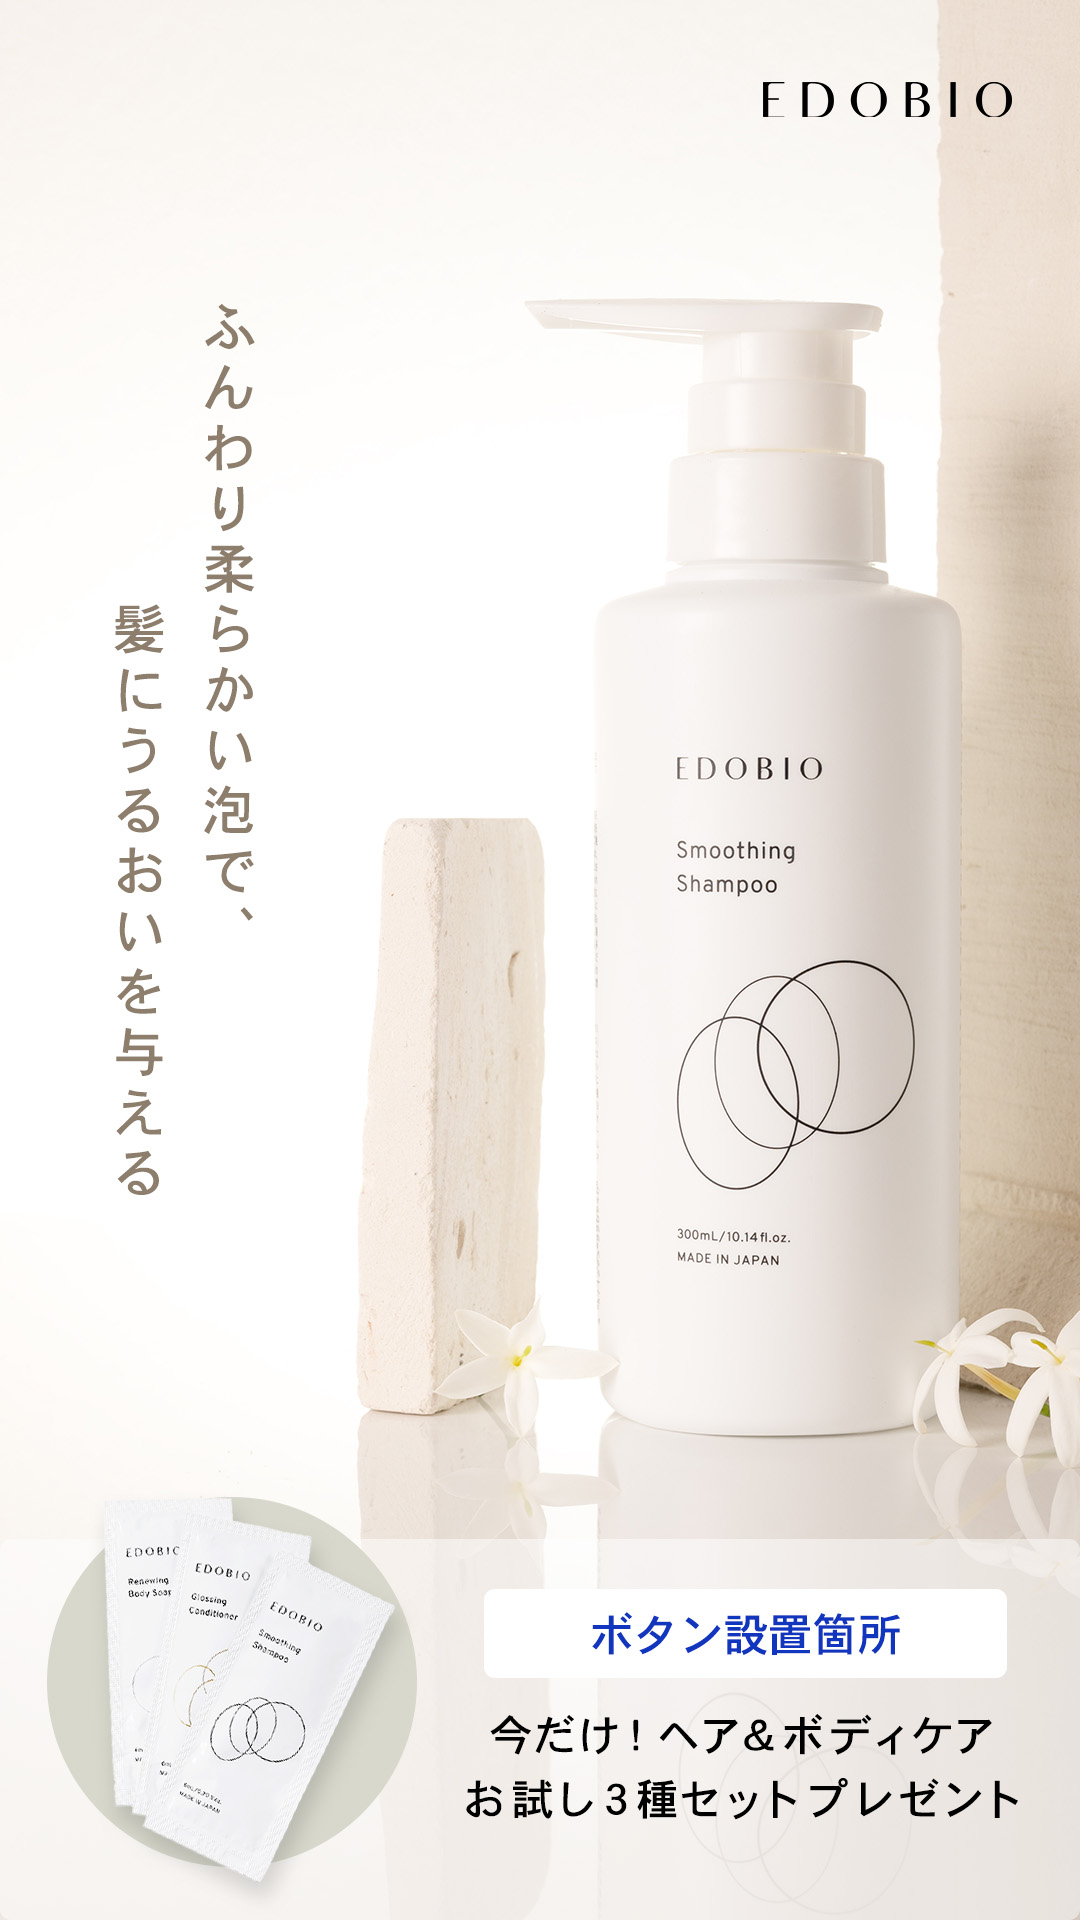 EDOBIO
ふんわり柔らかい泡で、
髪にうるおいを与える
EDOBIO
Smoothing
Shampoo
300mL/10.14fl.oz.
MADE IN JAPAN
EDOBIO
Renewing
Body Soap
EDOBIO
Glossing
Conditioner
EDOBIO
Smoothing
Shampoo
MADE IN JAPAN
ボタン設置箇所
今だけ！ヘア&ボディケア
お試し3種セットプレゼント